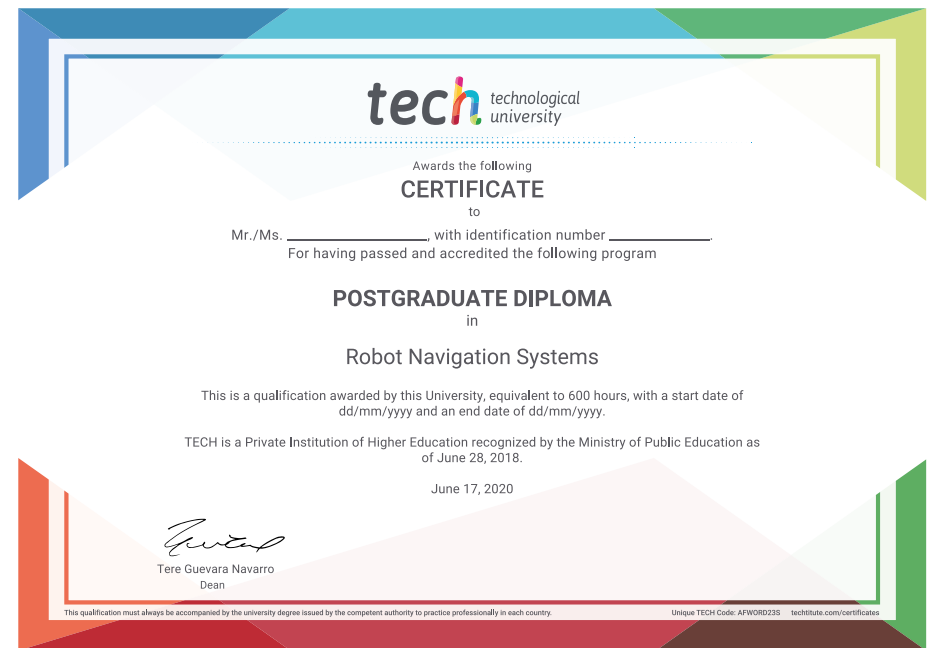 tech technological
university
Awards the following
CERTIFICATE
to
Mr./Ms. ____________, with identification number ____________.
For having passed and accredited the following program
POSTGRADUATE DIPLOMA
in
Robot Navigation Systems
This is a qualification awarded by this University, equivalent to 600 hours, with a start date of
dd/mm/yyyy and an end date of dd/mm/yyyy.
TECH is a Private Institution of Higher Education recognized by the Ministry of Public Education as
of June 28, 2018.
June 17, 2020
Tere Guevara Navarro
Dean
This qualification must always be accompanied by the university degree issued by the competent authority to practice professionally in each country. Unique TECH Code: AFWORD23S techtitute.com/certificates